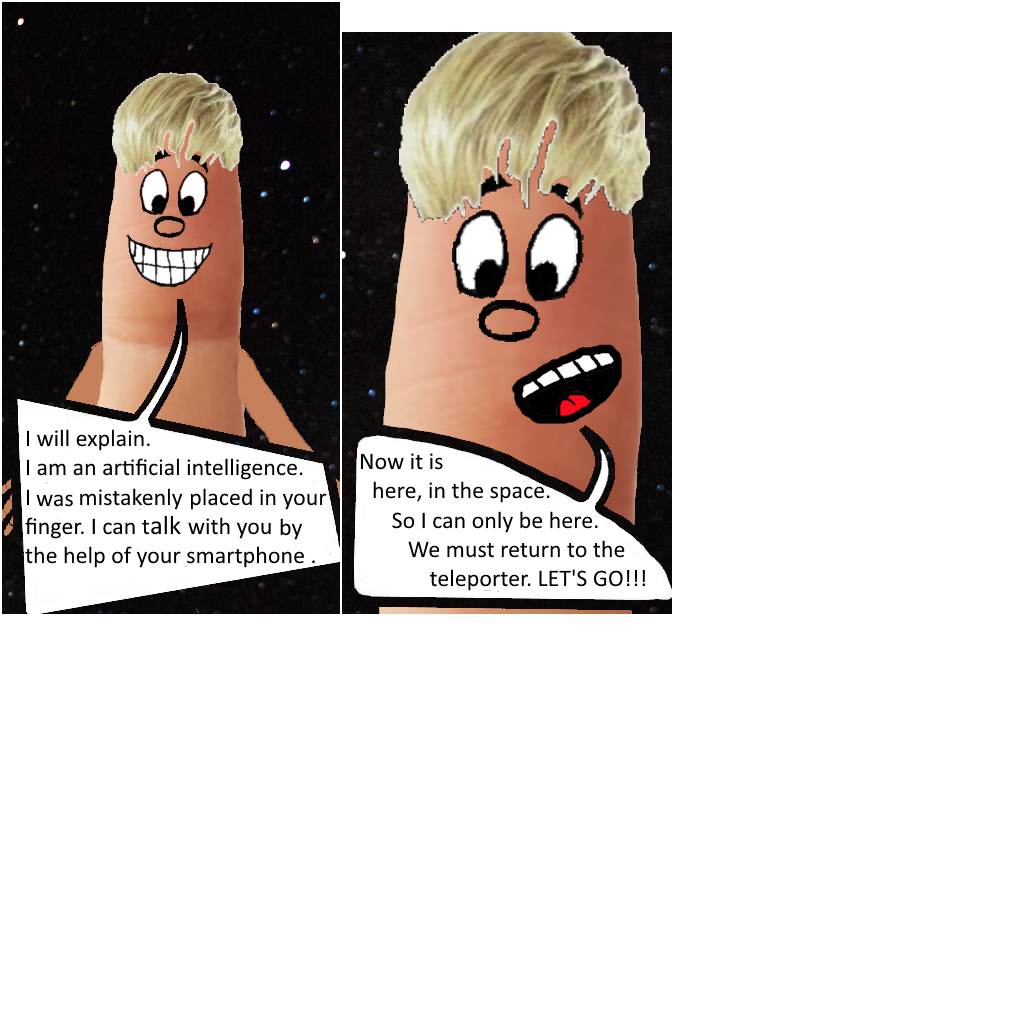 I will explain.
I am an artificial intelligence.
I was mistakenly placed in your
finger. I can talk with you by
the help of your smartphone .
Now it is
here, in the space.
So I can only be here.
We must return to the
teleporter. LET'S GO!!!